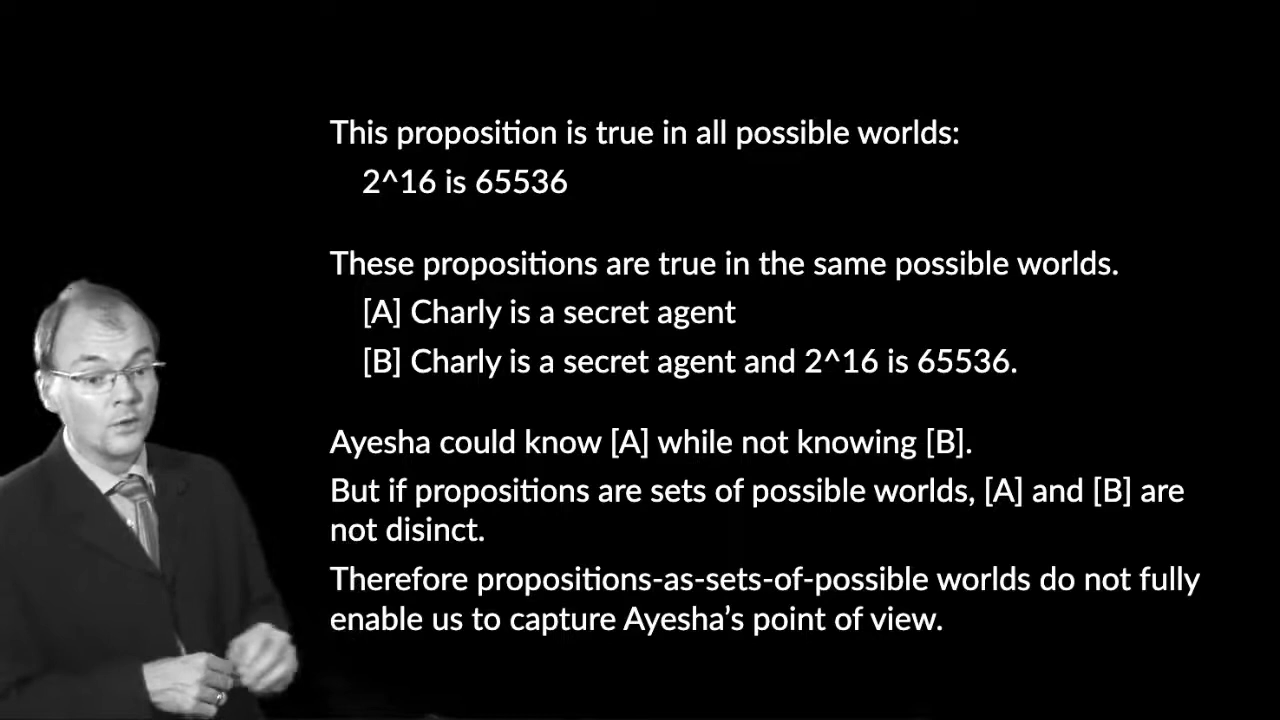 This proposition is true in all possible worlds:
2^16 is 65536
These propositions are true in the same possible worlds.
[A] Charly is a secret agent
[B] Charly is a secret agent and 2^16 is 65536.
Ayesha could know [A] while not knowing [B].
But if propositions are sets of possible worlds, [A] and [B] are
not disinct.
Therefore propositions-as-sets-of-possible worlds do not fully
enable us to capture Ayesha’s point of view.